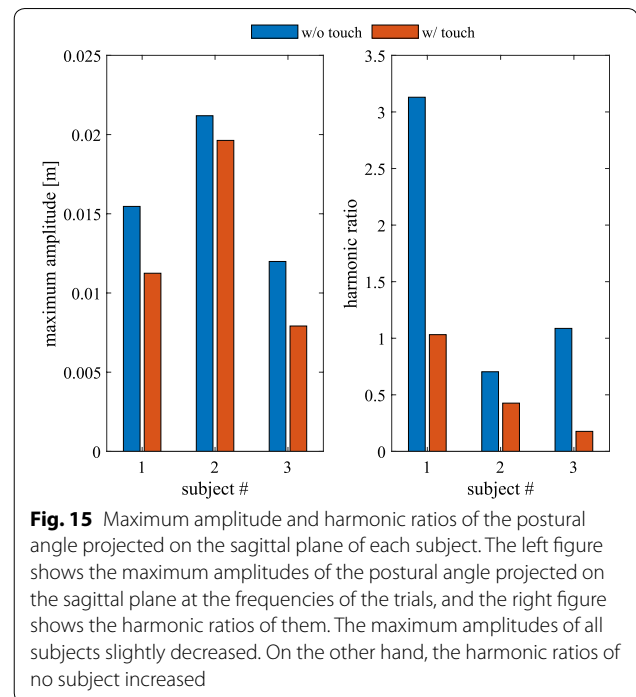 w/o touch w/ touch
0.025
0.02
0.015
0.01
0.005
0
maximum amplitude [m]
1 2 3
subject #
3.5
3
2.5
2
1.5
1
0.5
0
harmonic ratio
1 2 3
subject #
Fig. 15 Maximum amplitude and harmonic ratios of the postural
angle projected on the sagittal plane of each subject. The left figure
shows the maximum amplitudes of the postural angle projected on
the sagittal plane at the frequencies of the trials, and the right figure
shows the harmonic ratios of them. The maximum amplitudes of all
subjects slightly decreased. On the other hand, the harmonic ratios of
no subject increased